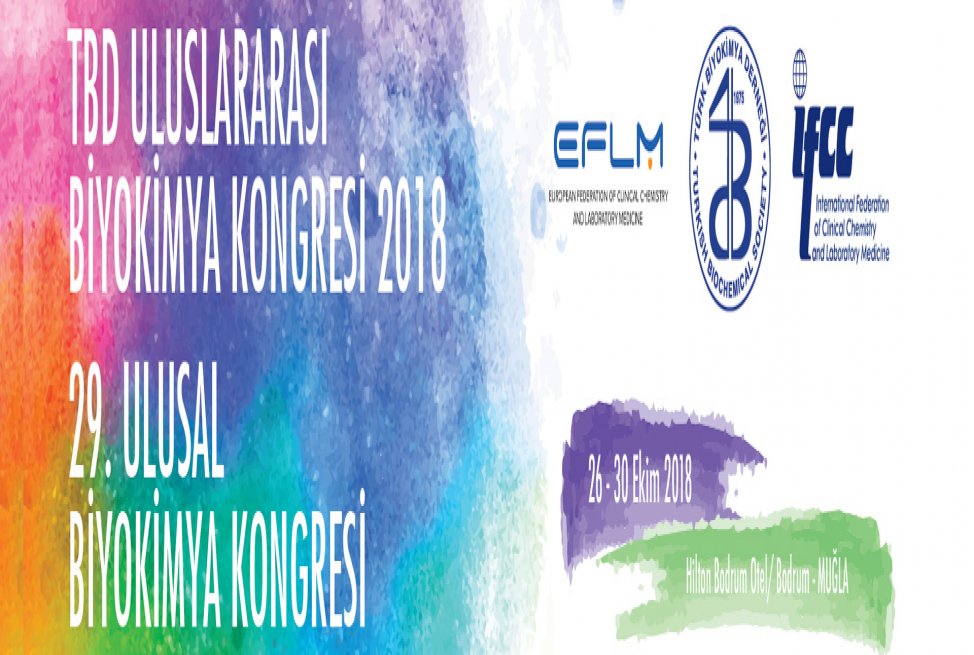 TBD ULUSLARARASI
BİYOKİMYA KONGRESİ 2018
29. ULUSAL
BİYOKİMYA KONGRESİ
EFLM
EUROPEAN FEDERATION OF CLINICAL CHEMISTRY
AND LABORATORY MEDICINE
TÜRK BİYOKİMYA DERNEĞİ
1975
TURKISH BIOCHEMICAL SOCIETY
ifcc
International Federation
of Clinical Chemistry
and Laboratory Medicine
26 - 30 Ekim 2018
Hilton Bodrum Otel/ Bodrum - MUĞLA